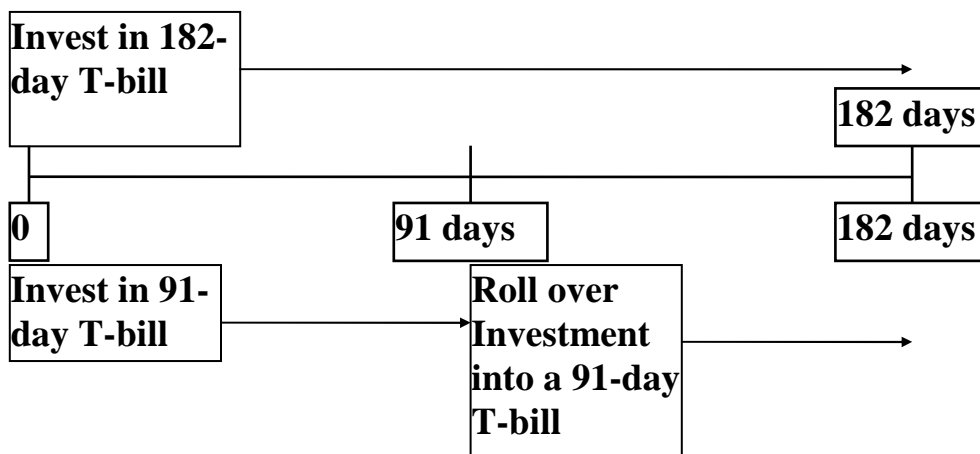 Invest in 182-
day T-bill
182 days
0
91 days
182 days
Invest in 91-
day T-bill
Roll over
Investment
into a 91-day
T-bill